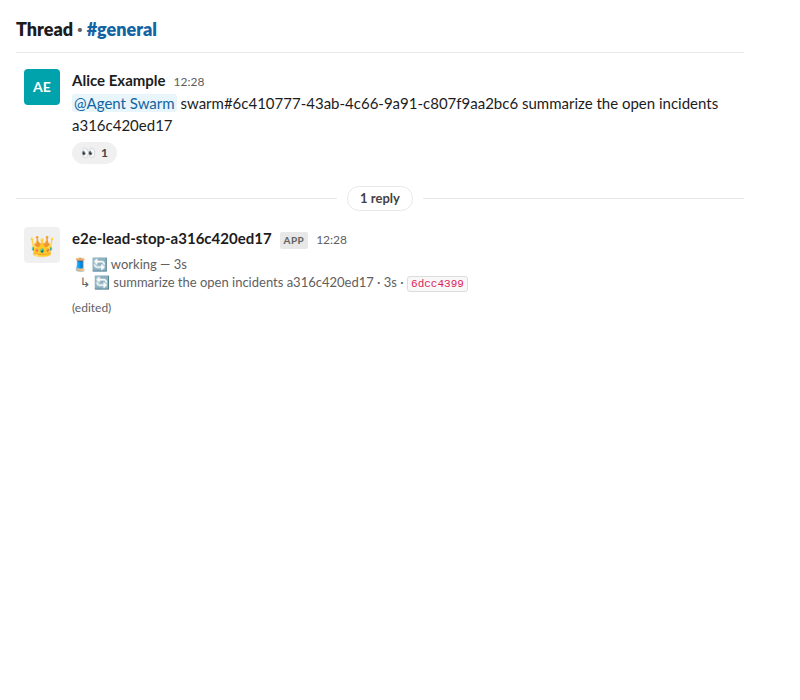 Thread • #general
AE
Alice Example 12:28
@Agent Swarm swarm#6c410777-43ab-4c66-9a91-c807f9aa2bc6 summarize the open incidents
a316c420ed17
👀 1
1 reply
e2e-lead-stop-a316c420ed17 APP 12:28
🧵 🔄 working — 3s
↳ 🔄 summarize the open incidents a316c420ed17 · 3s · 6dcc4399
(edited)